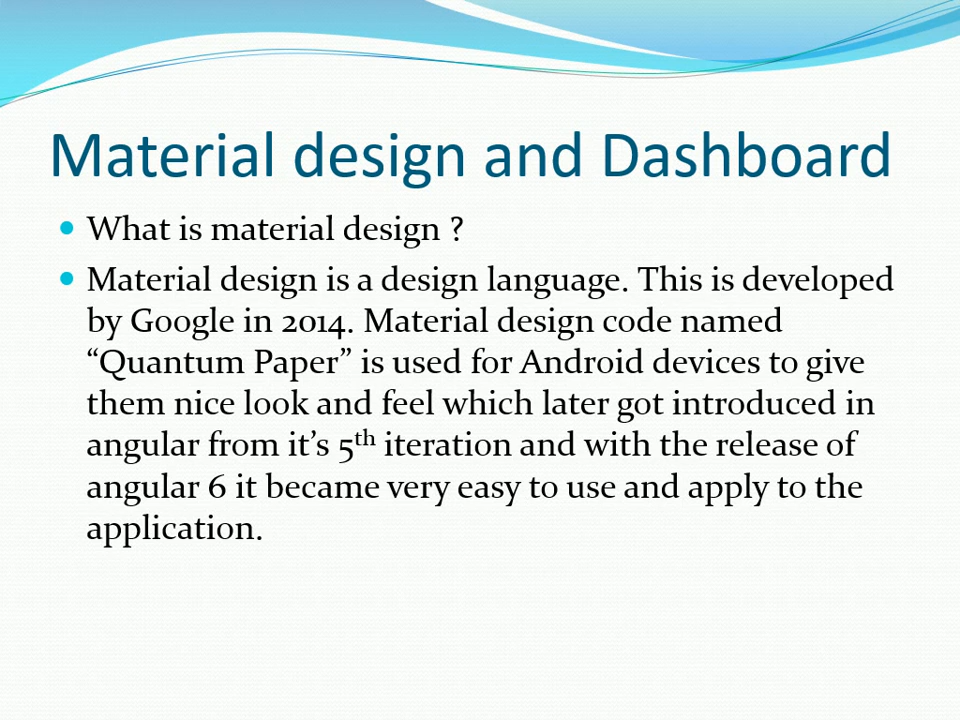 Material design and Dashboard
What is material design ?
Material design is a design language. This is developed
by Google in 2014. Material design code named
“Quantum Paper” is used for Android devices to give
them nice look and feel which later got introduced in
angular from it’s 5th iteration and with the release of
angular 6 it became very easy to use and apply to the
application.